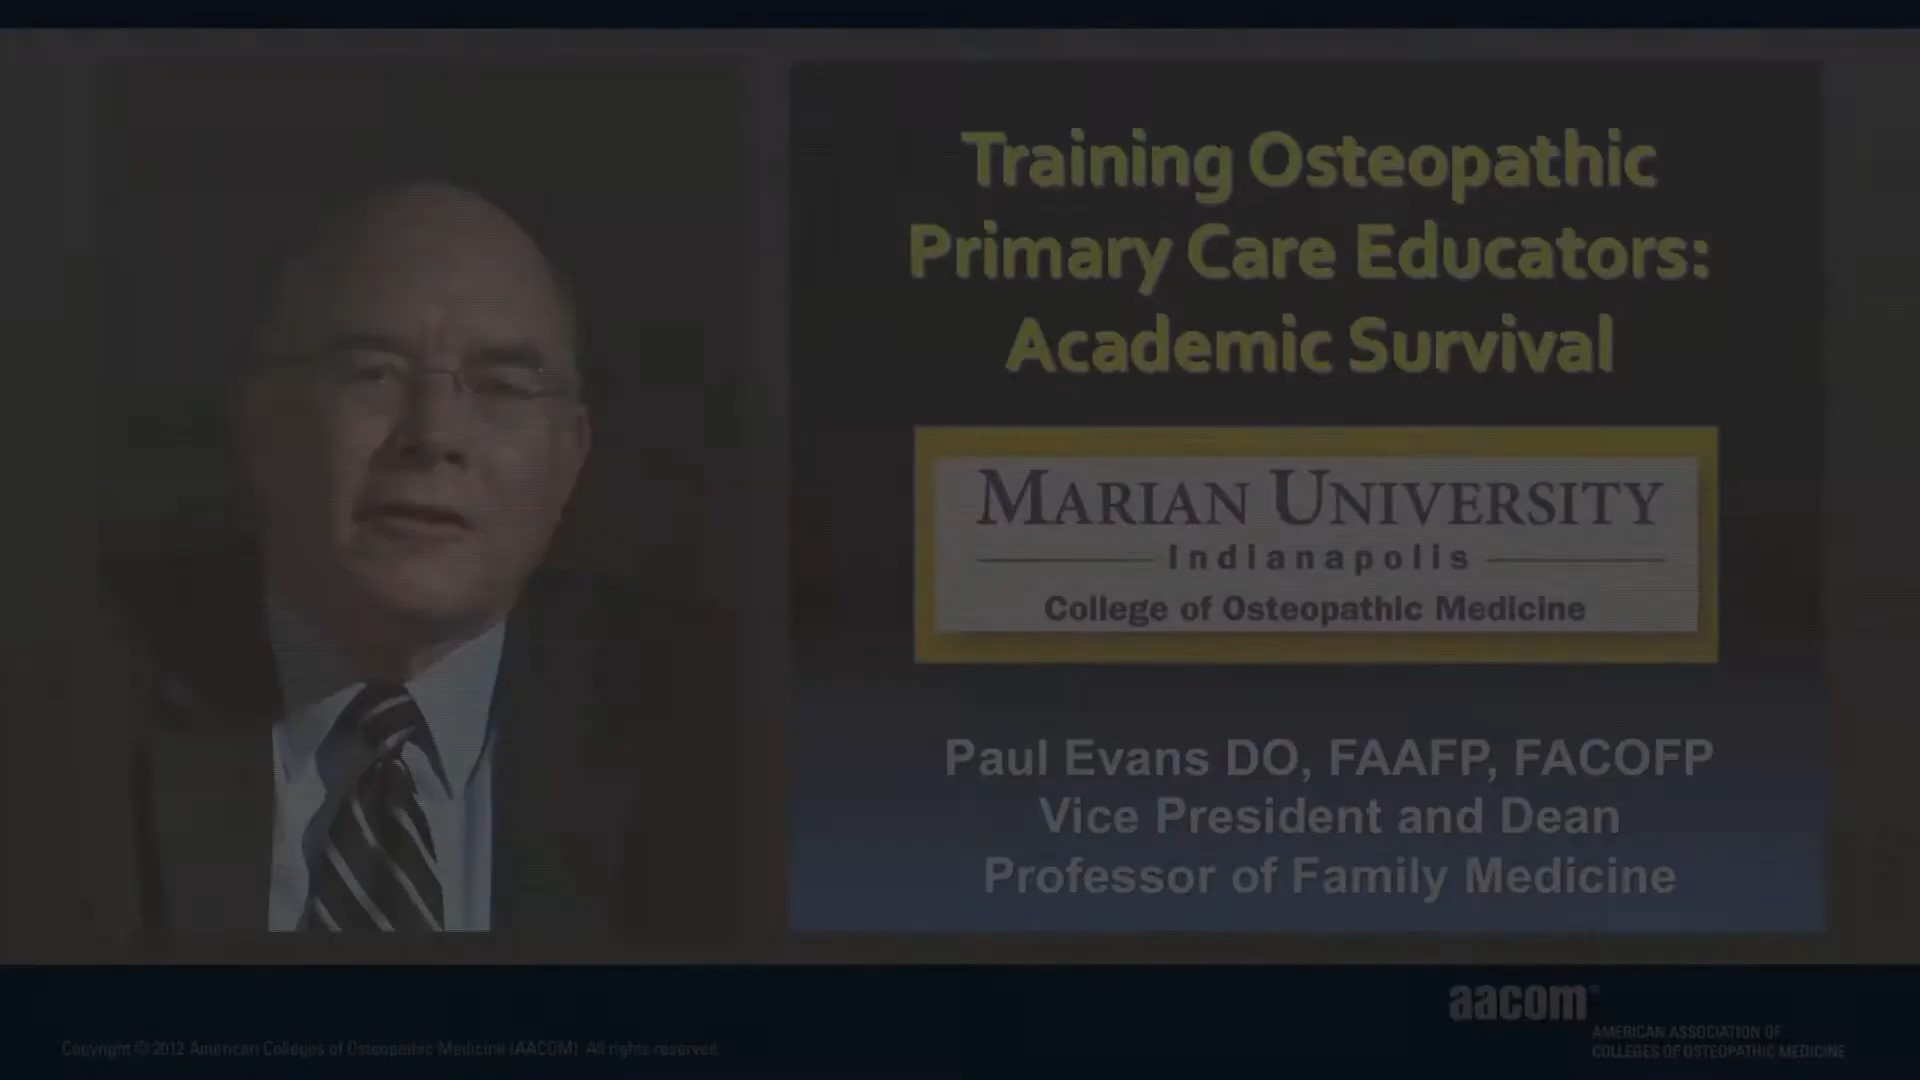 Training Osteopathic
Primary Care Educators:
Academic Survival
MARIAN UNIVERSITY
Indianapolis
College of Osteopathic Medicine
Paul Evans DO, FAAFP, FACOFP
Vice President and Dean
Professor of Family Medicine
aacom
AMERICAN ASSOCIATION OF
COLLEGES OF OSTEOPATHIC MEDICINE
Copyright © 2012 American Colleges of Osteopathic Medicine (AACOM). All rights reserved.